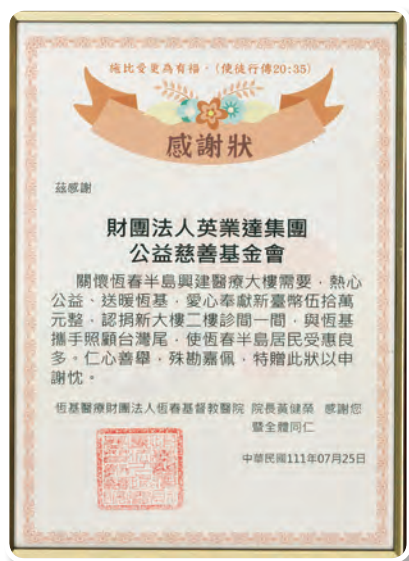 施比愛更為有福。(使徒行傳20:35)
感謝狀
茲感謝
財團法人英業達集團
公益慈善基金會
關懷恆春半島興建醫療大樓需要，熱心
公益、送暖恆基，愛心奉獻新臺幣伍拾萬
元整，認捐新大樓二樓診間一間，與恆基
攜手照顧台灣尾，使恆春半島居民受惠良
多。仁心善舉，殊勘嘉佩，特贈此狀以申
謝忱。
恆基醫療財團法人恆春基督教醫院 院長黃健榮 感謝您
暨全體同仁
中華民國111年07月25日